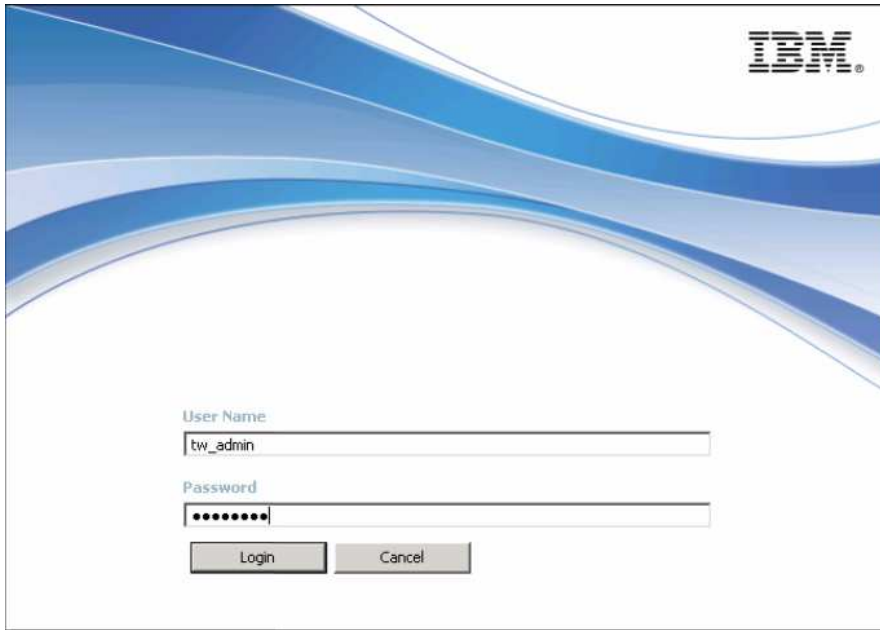 IBM®
User Name
tw_admin
Password
••••••••
Login
Cancel